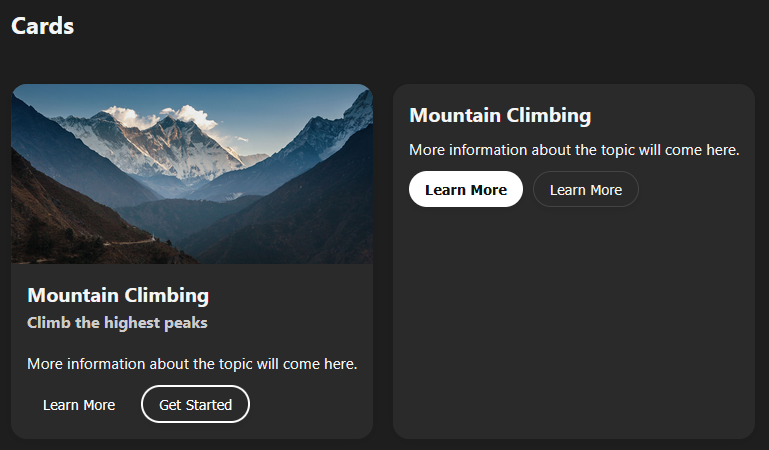 Cards
Mountain Climbing
Climb the highest peaks
More information about the topic will come here.
Learn More
Get Started
Mountain Climbing
More information about the topic will come here.
Learn More
Learn More